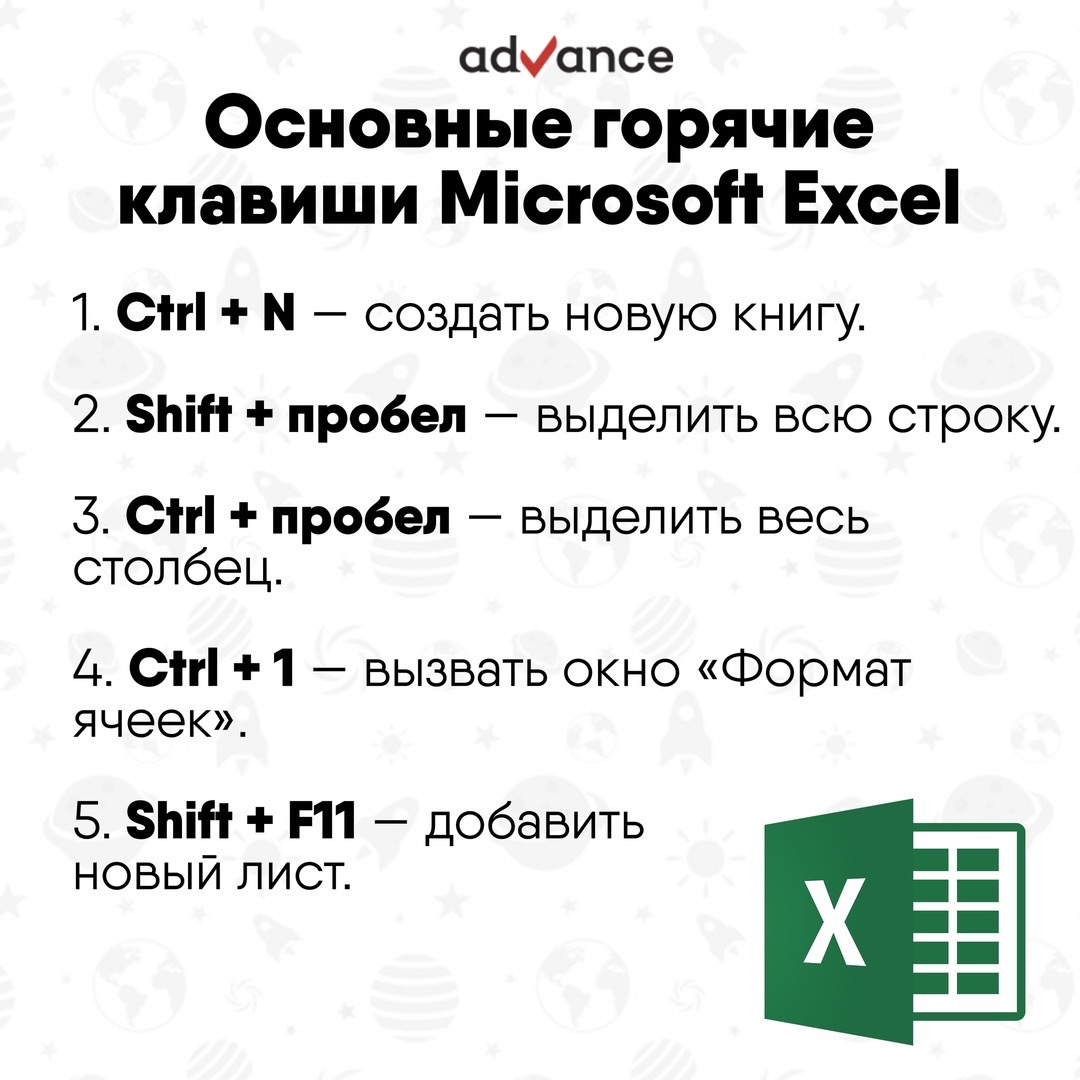 advance
Основные горячие
клавиши Microsoft Excel
1. Ctrl + N — создать новую книгу.
2. Shift + пробел — выделить всю строку.
3. Ctrl + пробел — выделить весь
столбец.
4. Ctrl + 1 — вызвать окно «Формат
ячеек».
5. Shift + F11 — добавить
новый лист.
X